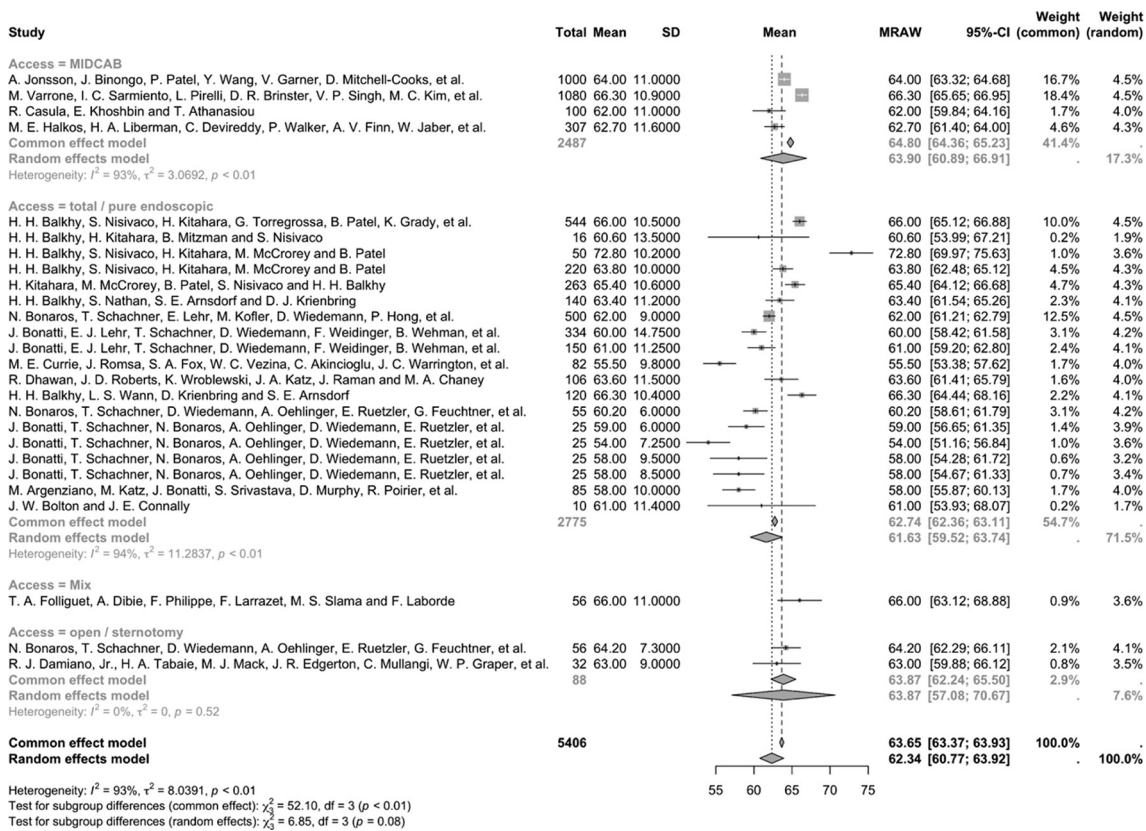 Weight Weight
Study Total Mean SD Mean MRAW 95%-CI (common) (random)
Access = MIDCAB
A. Jonsson, J. Binongo, P. Patel, Y. Wang, V. Garner, D. Mitchell-Cooks, et al. 1000 64.00 11.0000 64.00 [63.32; 64.68] 16.7% 4.5%
M. Varrone, I. C. Sarmiento, L. Pirelli, D. R. Brinster, V. P. Singh, M. C. Kim, et al. 1080 66.30 10.9000 66.30 [65.65; 66.95] 18.4% 4.5%
R. Casula, E. Khoshbin and T. Athanasiou 100 62.00 11.0000 62.00 [59.84; 64.16] 1.7% 4.0%
M. E. Halkos, H. A. Liberman, C. Devireddy, P. Walker, A. V. Finn, W. Jaber, et al. 307 62.70 11.6000 62.70 [61.40; 64.00] 4.6% 4.3%
Common effect model 2487 64.80 [64.36; 65.23] 41.4% .
Random effects model 63.90 [60.89; 66.91] . 17.3%
Heterogeneity: I² = 93%, τ² = 3.0692, p < 0.01
Access = total / pure endoscopic
H. H. Balkhy, S. Nisivaco, H. Kitahara, G. Torregrossa, B. Patel, K. Grady, et al. 544 66.00 10.5000 66.00 [65.12; 66.88] 10.0% 4.5%
H. H. Balkhy, H. Kitahara, B. Mitzman and S. Nisivaco 16 60.60 13.5000 60.60 [53.99; 67.21] 0.2% 1.9%
H. H. Balkhy, S. Nisivaco, H. Kitahara, M. McCrorey and B. Patel 50 72.80 10.2000 72.80 [69.97; 75.63] 1.0% 3.6%
H. H. Balkhy, S. Nisivaco, H. Kitahara, M. McCrorey and B. Patel 220 63.80 10.0000 63.80 [62.48; 65.12] 4.5% 4.3%
H. Kitahara, M. McCrorey, B. Patel, S. Nisivaco and H. H. Balkhy 263 65.40 10.6000 65.40 [64.12; 66.68] 4.7% 4.3%
H. H. Balkhy, S. Nathan, S. E. Arnsdorf and D. J. Krienbring 140 63.40 11.2000 63.40 [61.54; 65.26] 2.3% 4.1%
N. Bonaros, T. Schachner, E. Lehr, M. Kofler, D. Wiedemann, P. Hong, et al. 500 62.00 9.0000 62.00 [61.21; 62.79] 12.5% 4.5%
J. Bonatti, E. J. Lehr, T. Schachner, D. Wiedemann, F. Weidinger, B. Wehman, et al. 334 60.00 14.7500 60.00 [58.42; 61.58] 3.1% 4.2%
J. Bonatti, E. J. Lehr, T. Schachner, D. Wiedemann, F. Weidinger, B. Wehman, et al. 150 61.00 11.2500 61.00 [59.20; 62.80] 2.4% 4.1%
M. E. Currie, J. Romsa, S. A. Fox, W. C. Vezina, C. Akincioglu, J. C. Warrington, et al. 82 55.50 9.8000 55.50 [53.38; 57.62] 1.7% 4.0%
R. Dhawan, J. D. Roberts, K. Wroblewski, J. A. Katz, J. Raman and M. A. Chaney 106 63.60 11.5000 63.60 [61.41; 65.79] 1.6% 4.0%
H. H. Balkhy, L. S. Wann, D. Krienbring and S. E. Arnsdorf 120 66.30 10.4000 66.30 [64.44; 68.16] 2.2% 4.1%
N. Bonaros, T. Schachner, D. Wiedemann, A. Oehlinger, E. Ruetzler, G. Feuchtner, et al. 55 60.20 6.0000 60.20 [58.61; 61.79] 3.1% 4.2%
J. Bonatti, T. Schachner, N. Bonaros, A. Oehlinger, D. Wiedemann, E. Ruetzler, et al. 25 59.00 6.0000 59.00 [56.65; 61.35] 1.4% 3.9%
J. Bonatti, T. Schachner, N. Bonaros, A. Oehlinger, D. Wiedemann, E. Ruetzler, et al. 25 54.00 7.2500 54.00 [51.16; 56.84] 1.0% 3.6%
J. Bonatti, T. Schachner, N. Bonaros, A. Oehlinger, D. Wiedemann, E. Ruetzler, et al. 25 58.00 9.5000 58.00 [54.28; 61.72] 0.6% 3.2%
J. Bonatti, T. Schachner, N. Bonaros, A. Oehlinger, D. Wiedemann, E. Ruetzler, et al. 25 58.00 8.5000 58.00 [54.67; 61.33] 0.7% 3.4%
M. Argenziano, M. Katz, J. Bonatti, S. Srivastava, D. Murphy, R. Poirier, et al. 85 58.00 10.0000 58.00 [55.87; 60.13] 1.7% 4.0%
J. W. Bolton and J. E. Connally 10 61.00 11.4000 61.00 [53.93; 68.07] 0.2% 1.7%
Common effect model 2775 62.74 [62.36; 63.11] 54.7% .
Random effects model 61.63 [59.52; 63.74] . 71.5%
Heterogeneity: I² = 94%, τ² = 11.2837, p < 0.01
Access = Mix
T. A. Folliguet, A. Dibie, F. Philippe, F. Larrazet, M. S. Slama and F. Laborde 56 66.00 11.0000 66.00 [63.12; 68.88] 0.9% 3.6%
Access = open / sternotomy
N. Bonaros, T. Schachner, D. Wiedemann, A. Oehlinger, E. Ruetzler, G. Feuchtner, et al. 56 64.20 7.3000 64.20 [62.29; 66.11] 2.1% 4.1%
R. J. Damiano, Jr., H. A. Tabaie, M. J. Mack, J. R. Edgerton, C. Mullangi, W. P. Graper, et al. 32 63.00 9.0000 63.00 [59.88; 66.12] 0.8% 3.5%
Common effect model 88 63.87 [62.24; 65.50] 2.9% .
Random effects model 63.87 [57.08; 70.67] . 7.6%
Heterogeneity: I² = 0%, τ² = 0, p = 0.52
Common effect model 5406 63.65 [63.37; 63.93] 100.0% .
Random effects model 62.34 [60.77; 63.92] . 100.0%
55 60 65 70 75
Heterogeneity: I² = 93%, τ² = 8.0391, p < 0.01
Test for subgroup differences (common effect): χ²₃ = 52.10, df = 3 (p < 0.01)
Test for subgroup differences (random effects): χ²₃ = 6.85, df = 3 (p = 0.08)